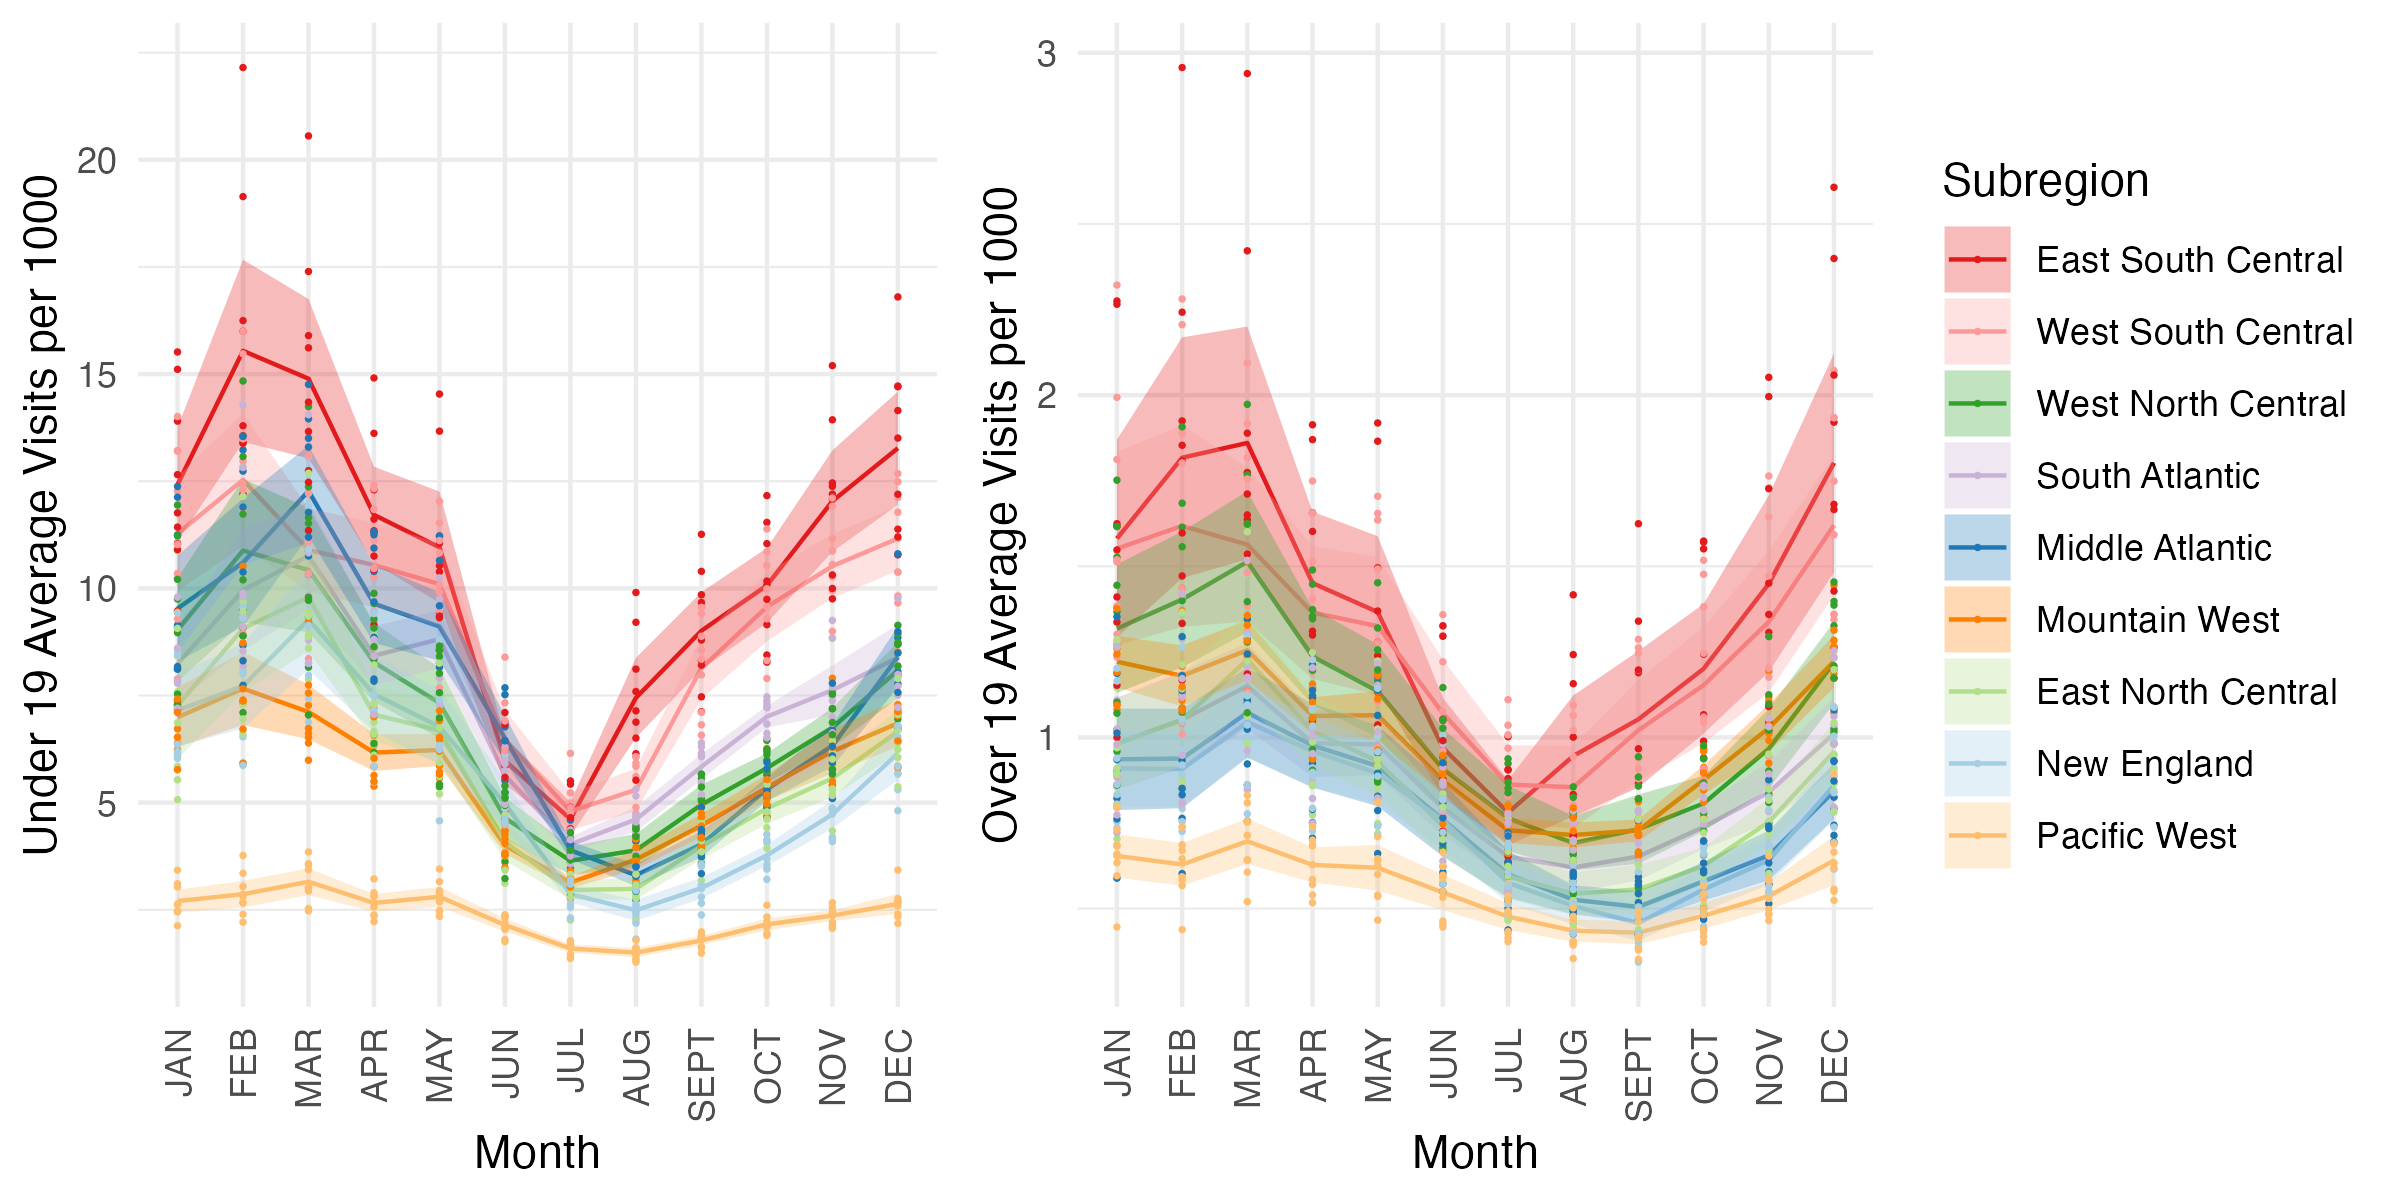 Under 19 Average Visits per 1000
20
15
10
5
JAN
FEB
MAR
APR
MAY
JUN
JUL
AUG
SEPT
OCT
NOV
DEC
Month
Over 19 Average Visits per 1000
3
2
1
JAN
FEB
MAR
APR
MAY
JUN
JUL
AUG
SEPT
OCT
NOV
DEC
Month
Subregion
East South Central
West South Central
West North Central
South Atlantic
Middle Atlantic
Mountain West
East North Central
New England
Pacific West